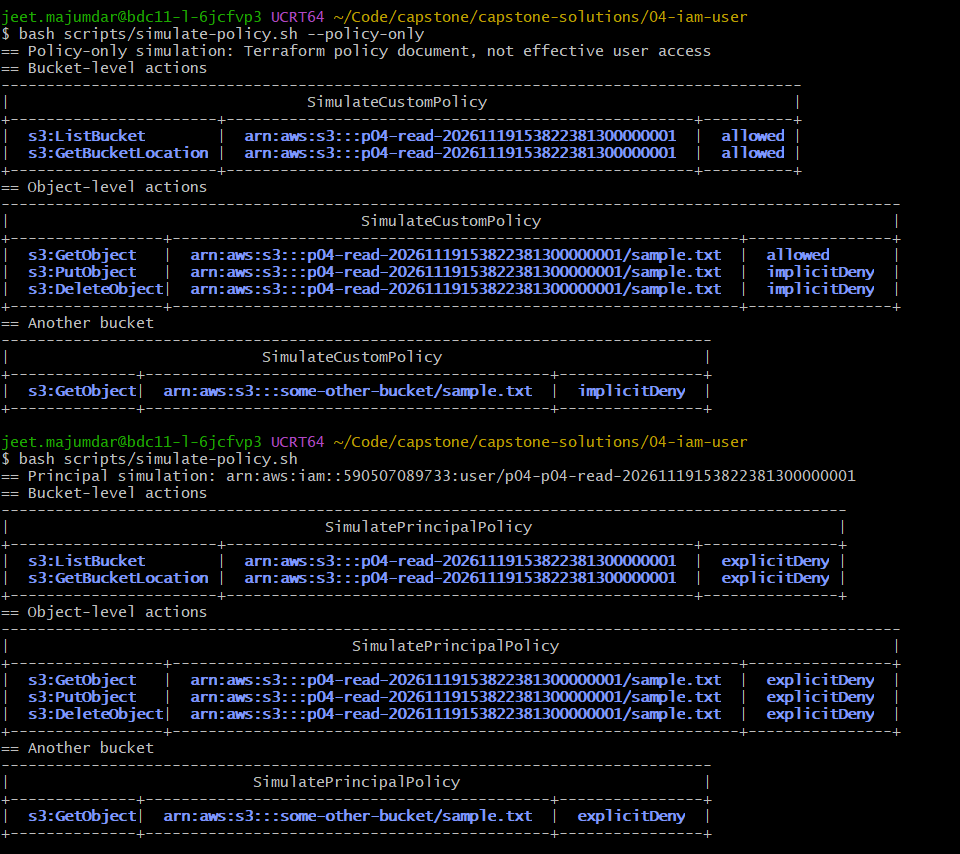 jeet.majumdar@bdc11-l-6jcfvp3 UCRT64 ~/Code/capstone/capstone-solutions/04-iam-user
$ bash scripts/simulate-policy.sh --policy-only
== Policy-only simulation: Terraform policy document, not effective user access
== Bucket-level actions
-----------------------------------------------------------------------------------------
|                                 SimulateCustomPolicy                                  |
+-----------------------+----------------------------------------------------+----------+
|  s3:ListBucket        |  arn:aws:s3:::p04-read-20261119153822381300000001  |  allowed |
|  s3:GetBucketLocation |  arn:aws:s3:::p04-read-20261119153822381300000001  |  allowed |
+-----------------------+----------------------------------------------------+----------+
== Object-level actions
----------------------------------------------------------------------------------------------------
|                                       SimulateCustomPolicy                                       |
+-----------------+---------------------------------------------------------------+----------------+
|  s3:GetObject   |  arn:aws:s3:::p04-read-20261119153822381300000001/sample.txt  |  allowed       |
|  s3:PutObject   |  arn:aws:s3:::p04-read-20261119153822381300000001/sample.txt  |  implicitDeny  |
|  s3:DeleteObject|  arn:aws:s3:::p04-read-20261119153822381300000001/sample.txt  |  implicitDeny  |
+-----------------+---------------------------------------------------------------+----------------+
== Another bucket
-------------------------------------------------------------------------------
|                            SimulateCustomPolicy                             |
+--------------+---------------------------------------------+----------------+
|  s3:GetObject|  arn:aws:s3:::some-other-bucket/sample.txt  |  implicitDeny  |
+--------------+---------------------------------------------+----------------+
jeet.majumdar@bdc11-l-6jcfvp3 UCRT64 ~/Code/capstone/capstone-solutions/04-iam-user
$ bash scripts/simulate-policy.sh
== Principal simulation: arn:aws:iam::590507089733:user/p04-p04-read-20261119153822381300000001
== Bucket-level actions
----------------------------------------------------------------------------------------------
|                                   SimulatePrincipalPolicy                                  |
+-----------------------+----------------------------------------------------+---------------+
|  s3:ListBucket        |  arn:aws:s3:::p04-read-20261119153822381300000001  |  explicitDeny |
|  s3:GetBucketLocation |  arn:aws:s3:::p04-read-20261119153822381300000001  |  explicitDeny |
+-----------------------+----------------------------------------------------+---------------+
== Object-level actions
----------------------------------------------------------------------------------------------------
|                                      SimulatePrincipalPolicy                                     |
+-----------------+---------------------------------------------------------------+----------------+
|  s3:GetObject   |  arn:aws:s3:::p04-read-20261119153822381300000001/sample.txt  |  explicitDeny  |
|  s3:PutObject   |  arn:aws:s3:::p04-read-20261119153822381300000001/sample.txt  |  explicitDeny  |
|  s3:DeleteObject|  arn:aws:s3:::p04-read-20261119153822381300000001/sample.txt  |  explicitDeny  |
+-----------------+---------------------------------------------------------------+----------------+
== Another bucket
-------------------------------------------------------------------------------
|                           SimulatePrincipalPolicy                           |
+--------------+---------------------------------------------+----------------+
|  s3:GetObject|  arn:aws:s3:::some-other-bucket/sample.txt  |  explicitDeny  |
+--------------+---------------------------------------------+----------------+